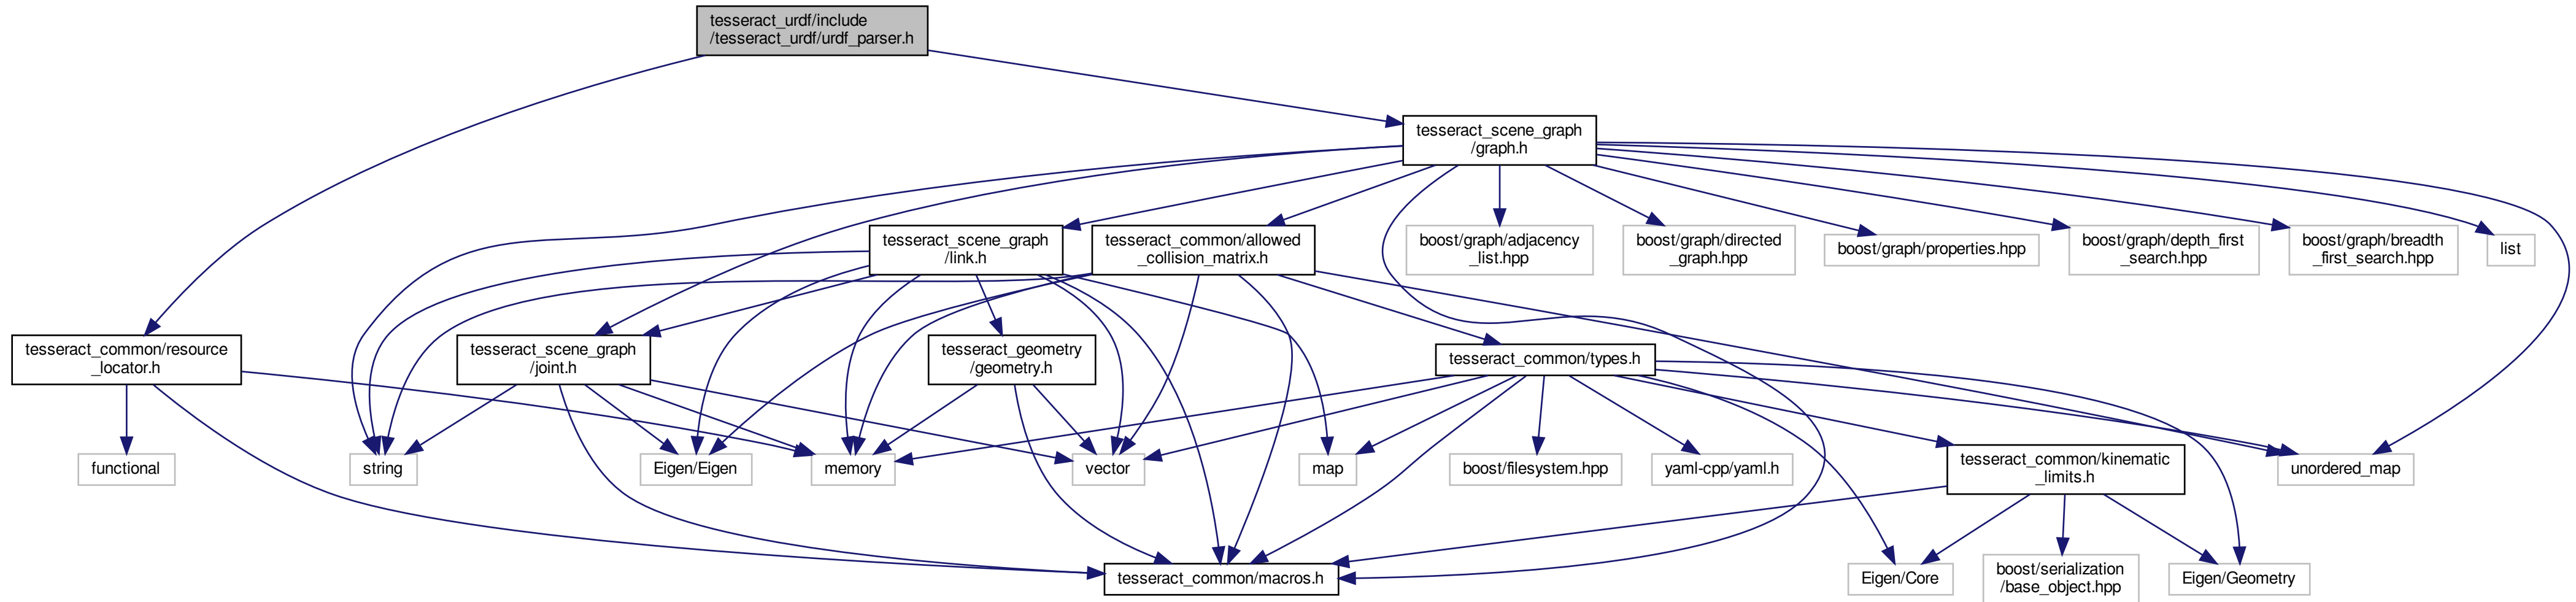 tesseract_urdf/include
/tesseract_urdf/urdf_parser.h
tesseract_scene_graph
/graph.h
tesseract_scene_graph
/link.h
tesseract_common/allowed
_collision_matrix.h
boost/graph/adjacency
_list.hpp
boost/graph/directed
_graph.hpp
boost/graph/properties.hpp
boost/graph/depth_first
_search.hpp
boost/graph/breadth
_first_search.hpp
list
tesseract_common/resource
_locator.h
tesseract_scene_graph
/joint.h
tesseract_geometry
/geometry.h
tesseract_common/types.h
functional
string
Eigen/Eigen
memory
vector
map
boost/filesystem.hpp
yaml-cpp/yaml.h
tesseract_common/kinematic
_limits.h
unordered_map
tesseract_common/macros.h
Eigen/Core
boost/serialization
/base_object.hpp
Eigen/Geometry